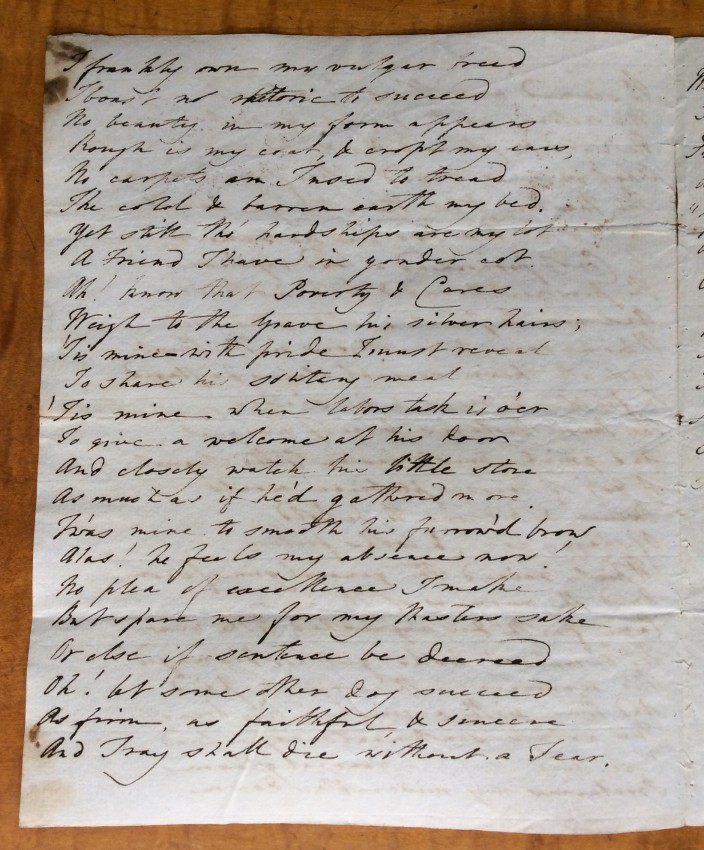 I frankly own my vulgar breed
I boast no rhetoric to succeed
No beauty in my form appears
Rough is my coat, & cropt my ears,
No carpets am I used to tread
The cold & barren earth my bed.
Yet still tho' hardships are my lot
A Friend I have in yonder cot.
Ah! know that Poverty & Cares
Weigh to the Grave his silver hairs;
'Tis mine with pride I must reveal
To share his solitary meal
'Tis mine when labors task is o'er
To give a welcome at his door
And closely watch his little store
As much as if he'd gathered more
'Twas mine to smooth his furrow'd brow
Alas! he feels my absence now.
No plea of excellence I make
But spare me for my Masters sake
Or else if sentence be decreed
Oh! let some other dog succeed
As firm, as faithful, & sincere
And Tray shall die without a Tear.